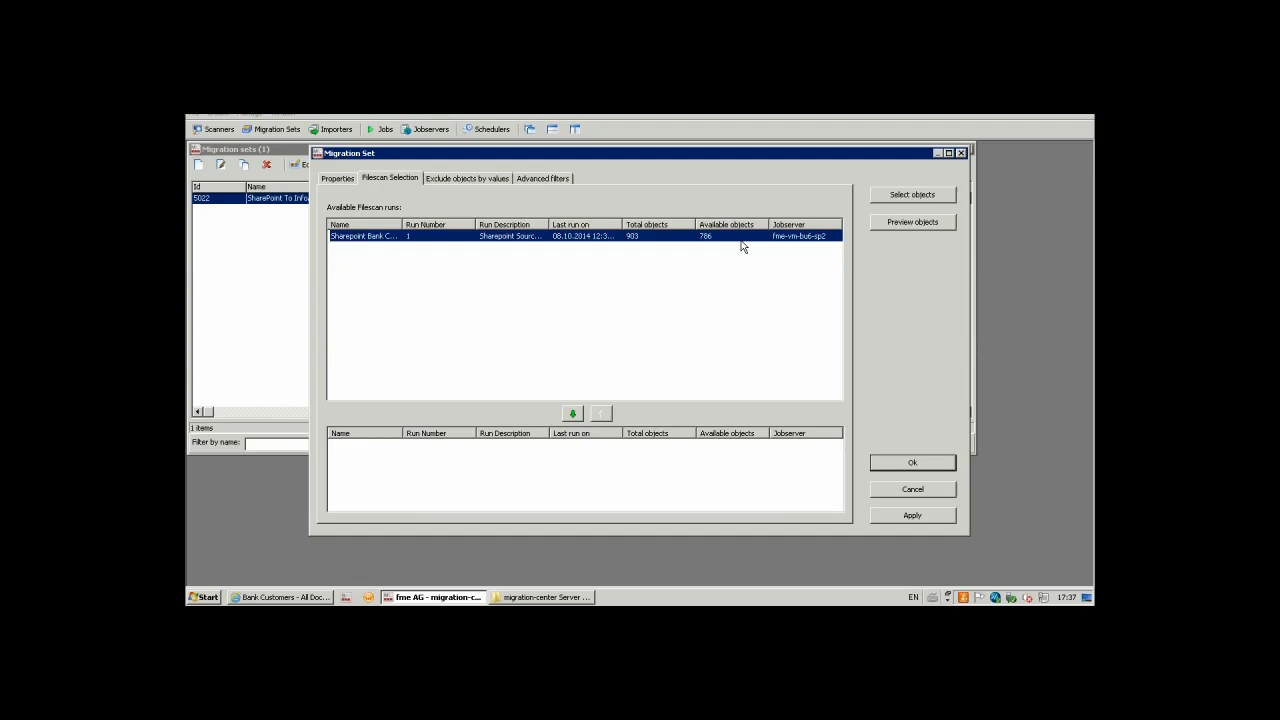 Scanners Migration Sets Importers Jobs Jobservers Schedulers
Migration sets (1)
Migration Set
Id Name
5022 SharePoint To Info
Properties Filescan Selection Exclude objects by values Advanced filters
Select objects
Available Filescan runs:
Preview objects
Name Run Number Run Description Last run on Total objects Available objects Jobserver
Sharepoint Bank C... 1 Sharepoint Sourc... 08.10.2014 12:3... 903 786 fme-vm-bu6-sp2
1 items
Filter by name:
Name Run Number Run Description Last run on Total objects Available objects Jobserver
Ok
Cancel
Apply
Start Bank Customers - All Doc... fme AG - migration-c... migration-center Server ... EN 17:37